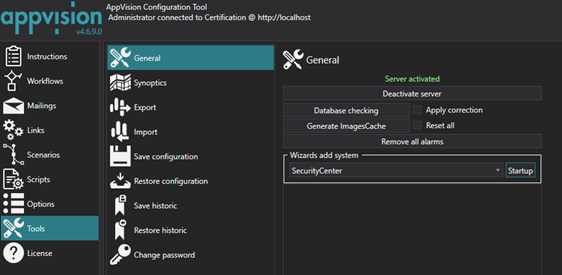 appvision
v4.6.9.0
AppVision Configuration Tool
Administrator connected to Certification @ http://localhost
Instructions
Workflows
Mailings
Links
Scenarios
Scripts
Options
Tools
License
General
Synoptics
Export
Import
Save configuration
Restore configuration
Save historic
Restore historic
Change password
General
Server activated
Deactivate server
Database checking Apply correction
Generate ImagesCache Reset all
Remove all alarms
Wizards add system
SecurityCenter Startup